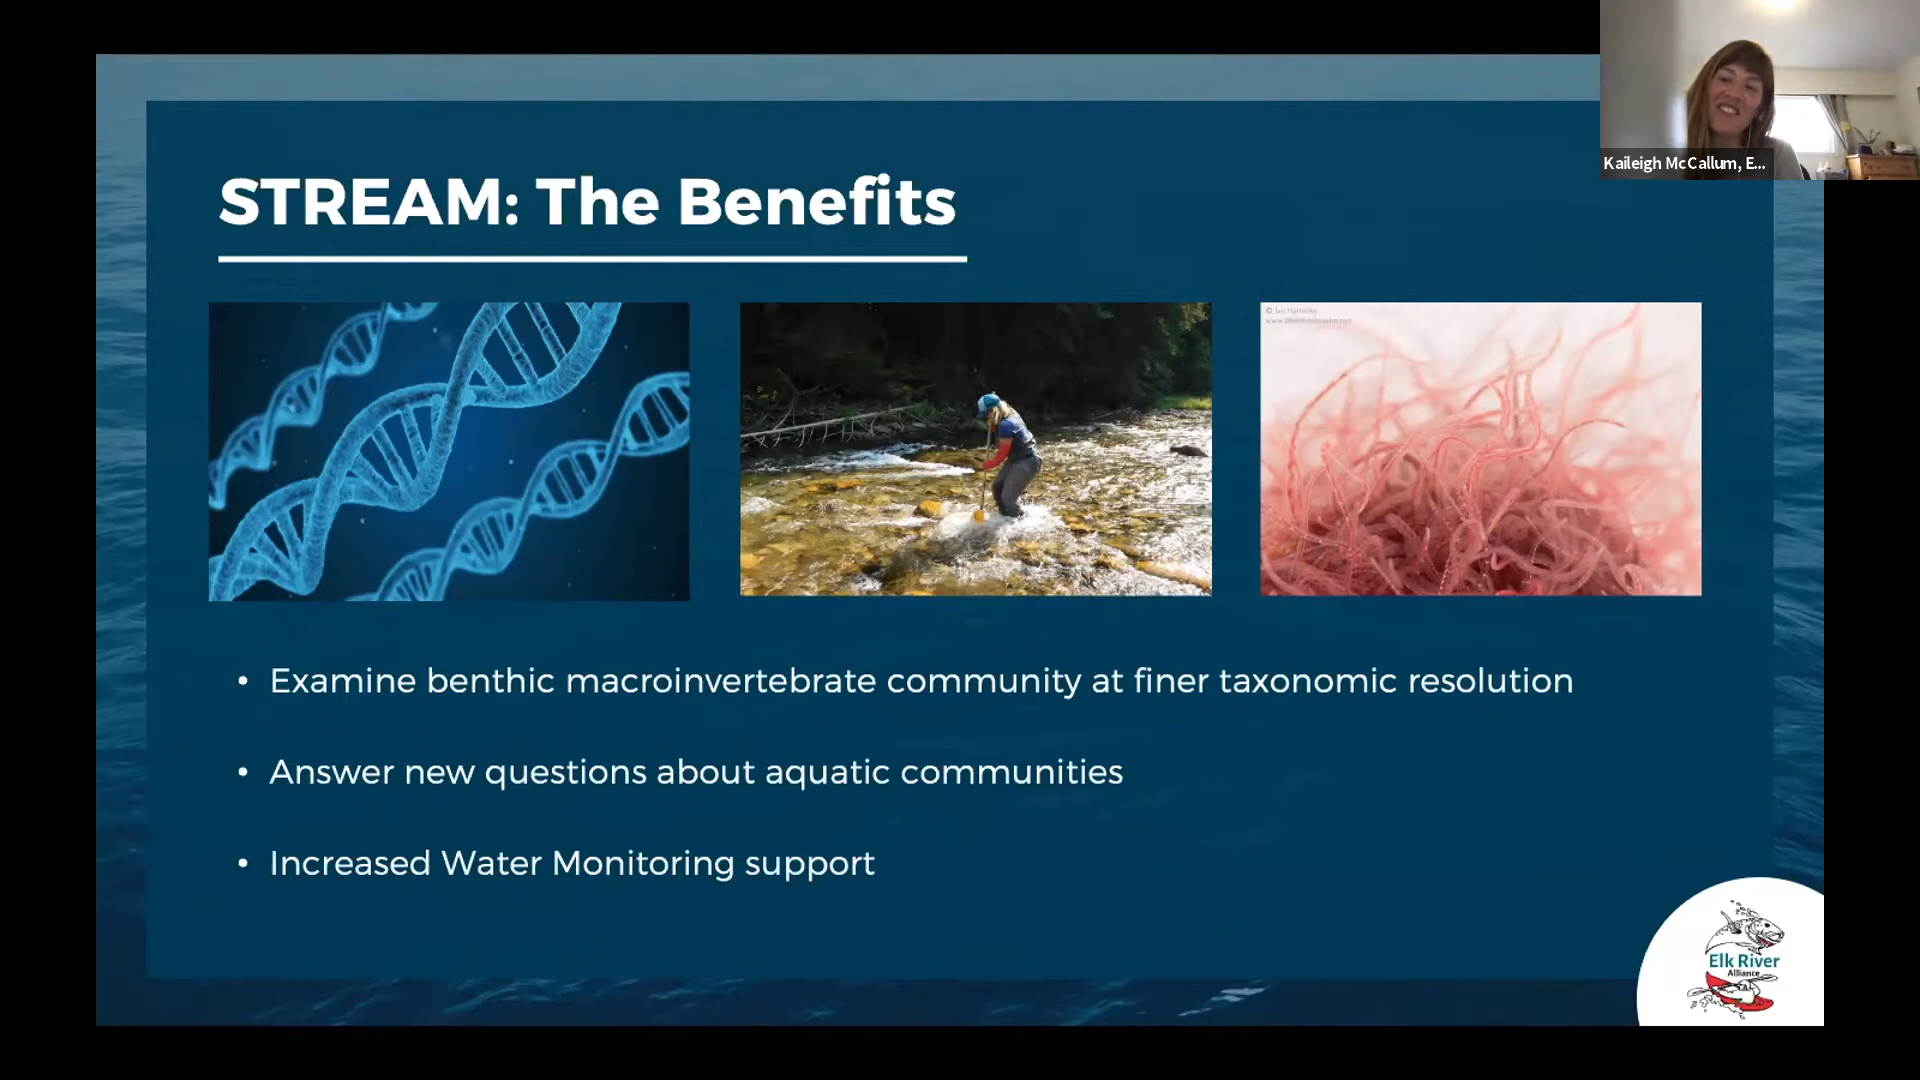 Kaileigh McCallum, E...
STREAM: The Benefits
• Examine benthic macroinvertebrate community at finer taxonomic resolution
• Answer new questions about aquatic communities
• Increased Water Monitoring support
Elk River
Alliance